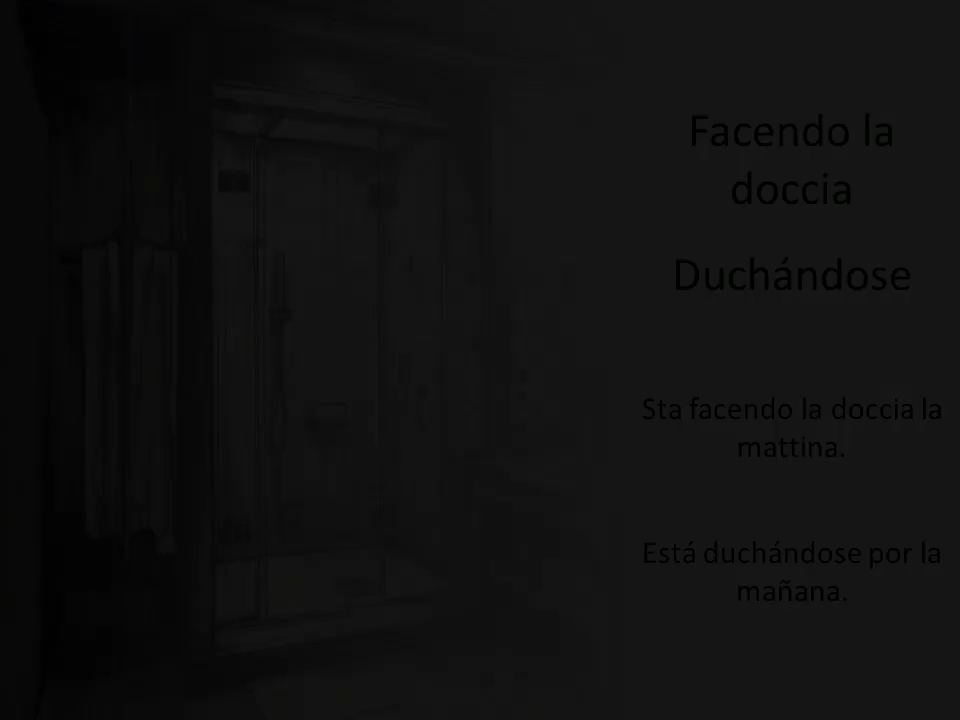 Facendo la
doccia
Duchándose
Sta facendo la doccia la
mattina.
Está duchándose por la
mañana.